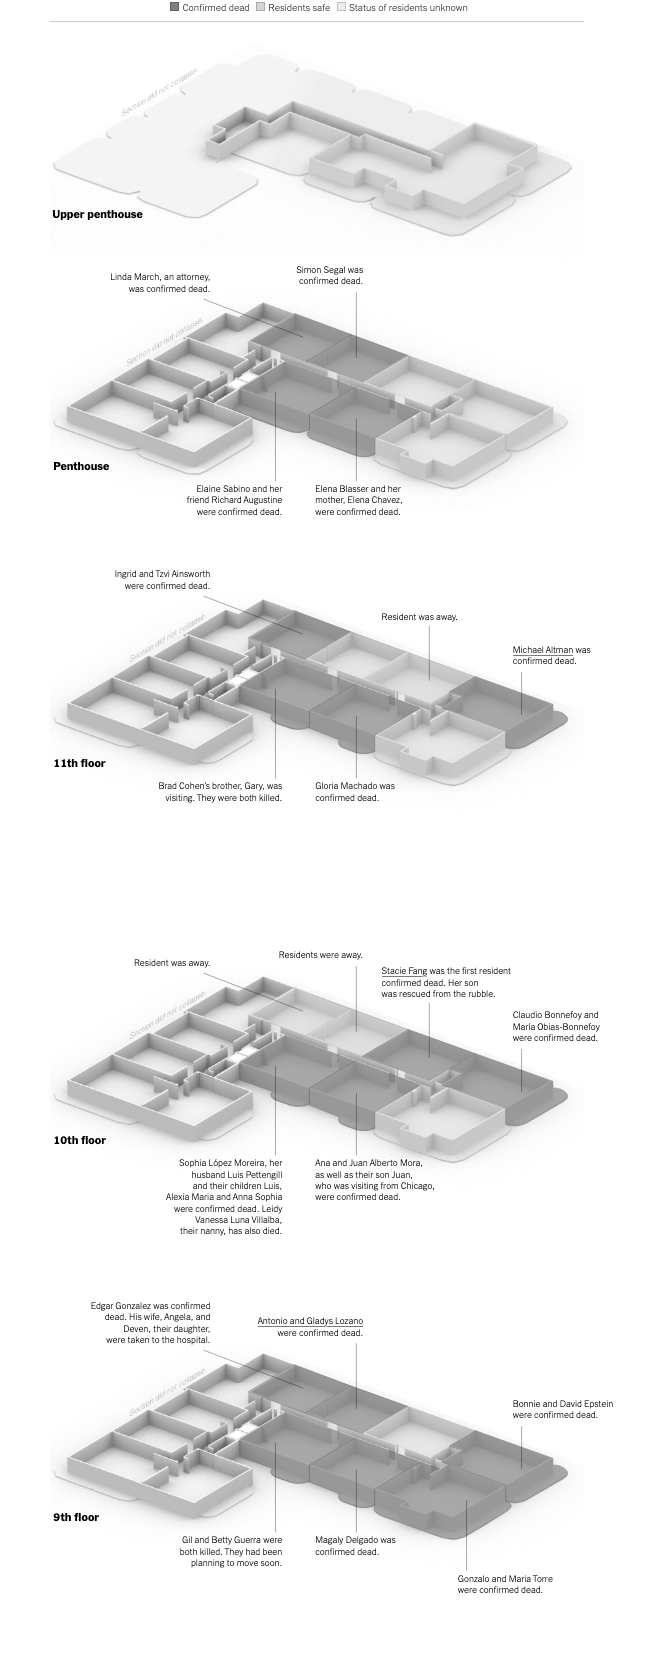 Confirmed dead Residents safe Status of residents unknown
Section did not collapse.
Upper penthouse
Simon Segal was
confirmed dead.
Linda March, an attorney,
was confirmed dead.
Section did not collapse.
Penthouse
Elaine Sabino and her
friend Richard Augustine
were confirmed dead.
Elena Blasser and her
mother, Elena Chavez,
were confirmed dead.
Ingrid and Tzvi Ainsworth
were confirmed dead.
Resident was away.
Michael Altman was
confirmed dead.
Section did not collapse.
11th floor
Brad Cohen's brother, Gary, was
visiting. They were both killed.
Gloria Machado was
confirmed dead.
Resident was away.
Residents were away.
Stacie Fang was the first resident
confirmed dead. Her son
was rescued from the rubble.
Claudio Bonnefoy and
María Obias-Bonnefoy
were confirmed dead.
Section did not collapse.
10th floor
Sophia López Moreira, her
husband Luis Pettengill
and their children Luis,
Alexia Maria and Anna Sophia
were confirmed dead. Leidy
Vanessa Luna Villalba,
their nanny, has also died.
Ana and Juan Alberto Mora,
as well as their son Juan,
who was visiting from Chicago,
were confirmed dead.
Edgar Gonzalez was confirmed
dead. His wife, Angela, and
Deven, their daughter,
were taken to the hospital.
Antonio and Gladys Lozano
were confirmed dead.
Bonnie and David Epstein
were confirmed dead.
Section did not collapse.
9th floor
Gil and Betty Guerra were
both killed. They had been
planning to move soon.
Magaly Delgado was
confirmed dead.
Gonzalo and Maria Torre
were confirmed dead.